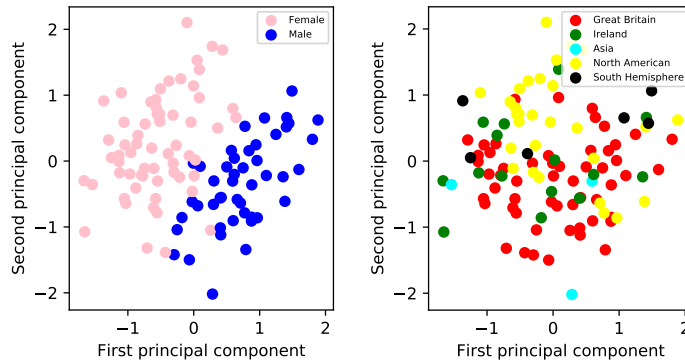 Second principal component
2
1
0
−1
−2
−1
0
1
2
First principal component
Female
Male
Second principal component
2
1
0
−1
−2
−1
0
1
2
First principal component
Great Britain
Ireland
Asia
North American
South Hemisphere